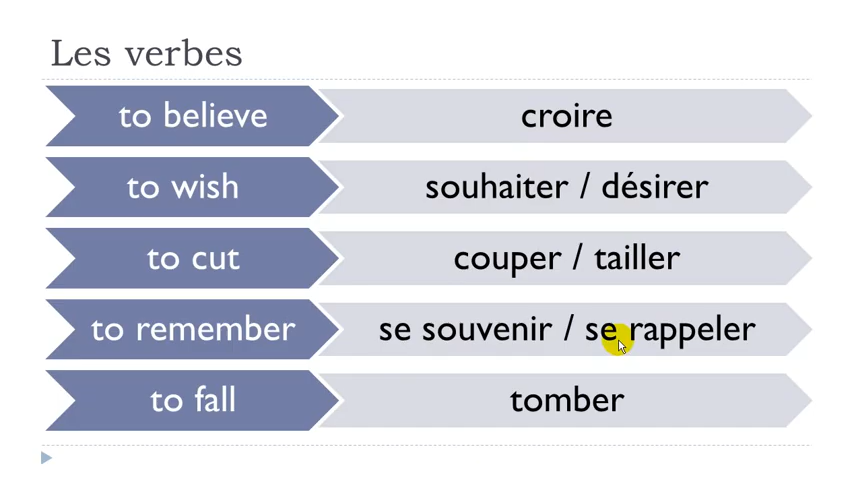 Les verbes
to believe croire
to wish souhaiter / désirer
to cut couper / tailler
to remember se souvenir / se rappeler
to fall tomber